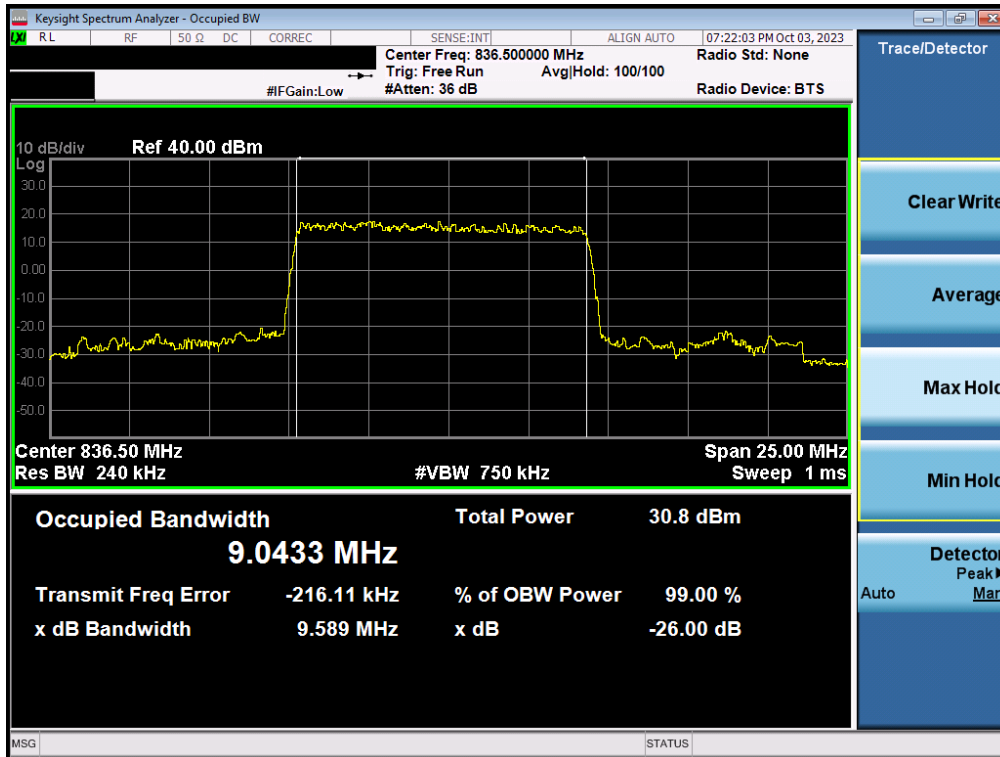 Keysight Spectrum Analyzer - Occupied BW
LXI RL RF 50 Ω DC CORREC SENSE:INT ALIGN AUTO 07:22:03 PM Oct 03, 2023
Center Freq: 836.500000 MHz Radio Std: None
Trig: Free Run Avg|Hold: 100/100
#IFGain:Low #Atten: 36 dB Radio Device: BTS
Trace/Detector
10 dB/div Ref 40.00 dBm
Log
30.0
20.0
10.0
0.00
-10.0
-20.0
-30.0
-40.0
-50.0
Center 836.50 MHz Span 25.00 MHz
Res BW 240 kHz #VBW 750 kHz Sweep 1 ms
Occupied Bandwidth Total Power 30.8 dBm
9.0433 MHz
Transmit Freq Error -216.11 kHz % of OBW Power 99.00 %
x dB Bandwidth 9.589 MHz x dB -26.00 dB
Clear Write
Average
Max Hold
Min Hold
Detector
Peak
Auto Man
MSG STATUS